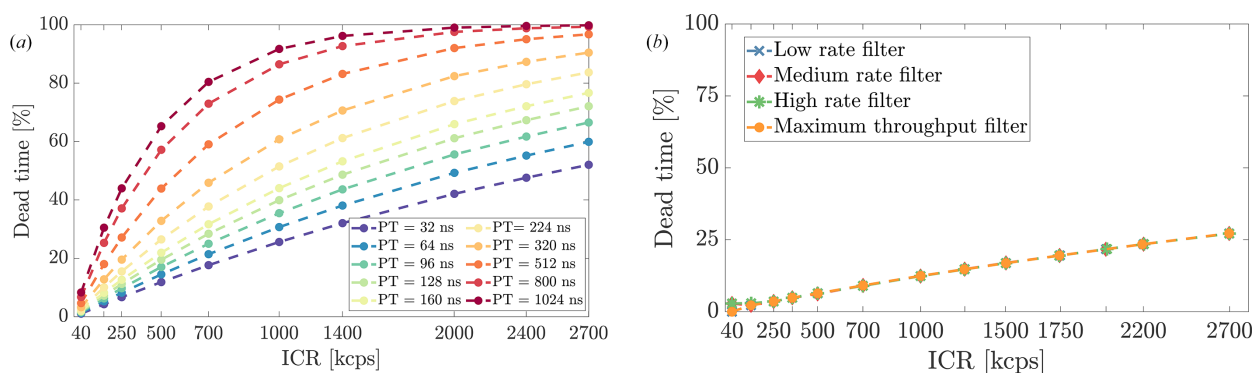 (a)
Dead time [%]
100
80
60
40
20
0
PT = 32 ns
PT = 64 ns
PT = 96 ns
PT = 128 ns
PT = 160 ns
PT= 224 ns
PT = 320 ns
PT = 512 ns
PT = 800 ns
PT = 1024 ns
40 250 500 700 1000 1400 2000 2400 2700
ICR [kcps]
(b)
Dead time [%]
100
75
50
25
0
Low rate filter
Medium rate filter
High rate filter
Maximum throughput filter
40 250 500 700 1000 1500 1750 2200 2700
ICR [kcps]